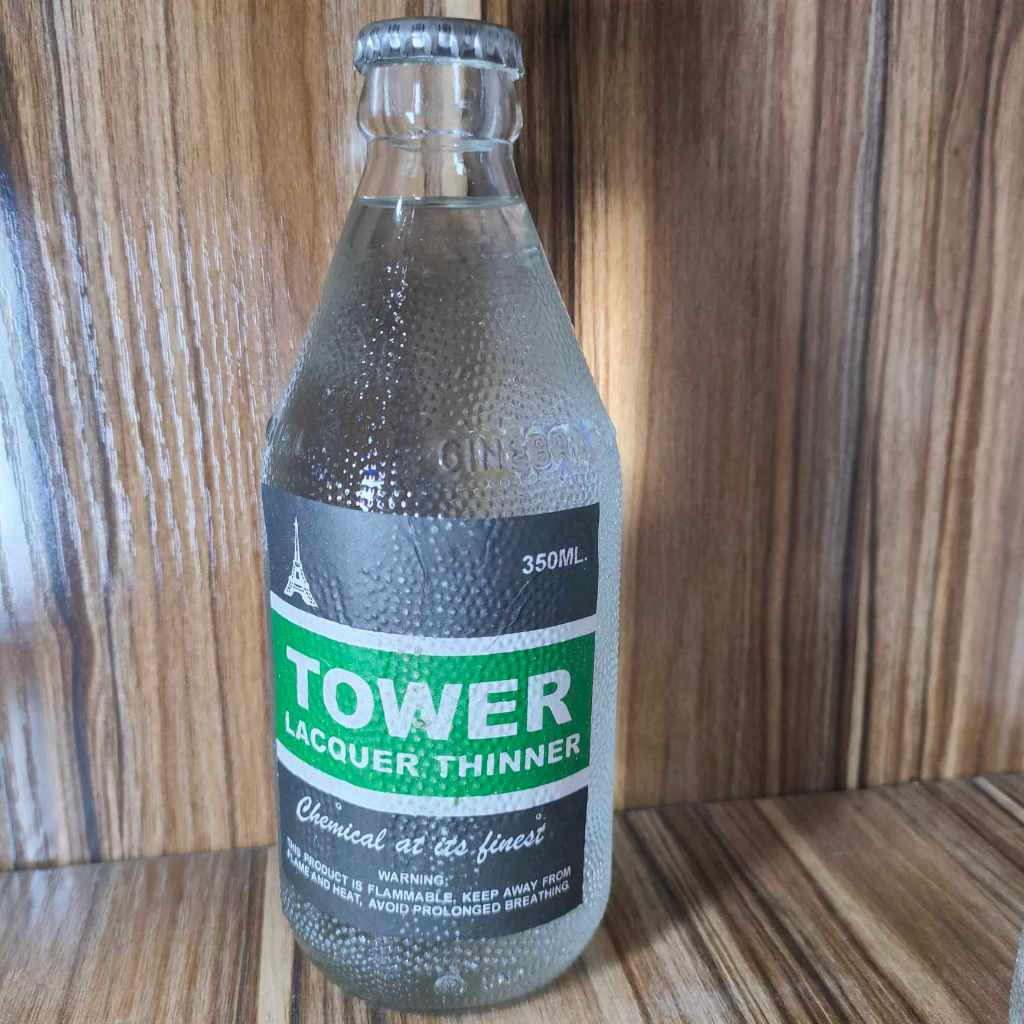 GINEBRA
350ML.
TOWER
LACQUER THINNER
Chemical at its finest
WARNING:
THIS PRODUCT IS FLAMMABLE, KEEP AWAY FROM
FLAME AND HEAT, AVOID PROLONGED BREATHING.